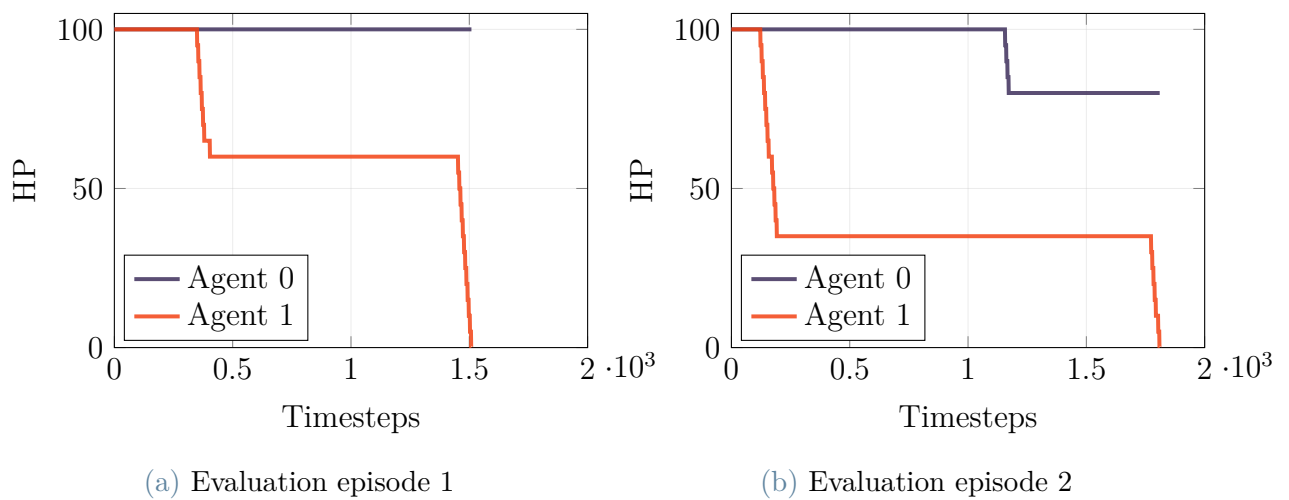 100
50
0
HP
0 0.5 1 1.5 2 ·10³
Timesteps
Agent 0
Agent 1
(a) Evaluation episode 1
100
50
0
HP
0 0.5 1 1.5 2 ·10³
Timesteps
Agent 0
Agent 1
(b) Evaluation episode 2